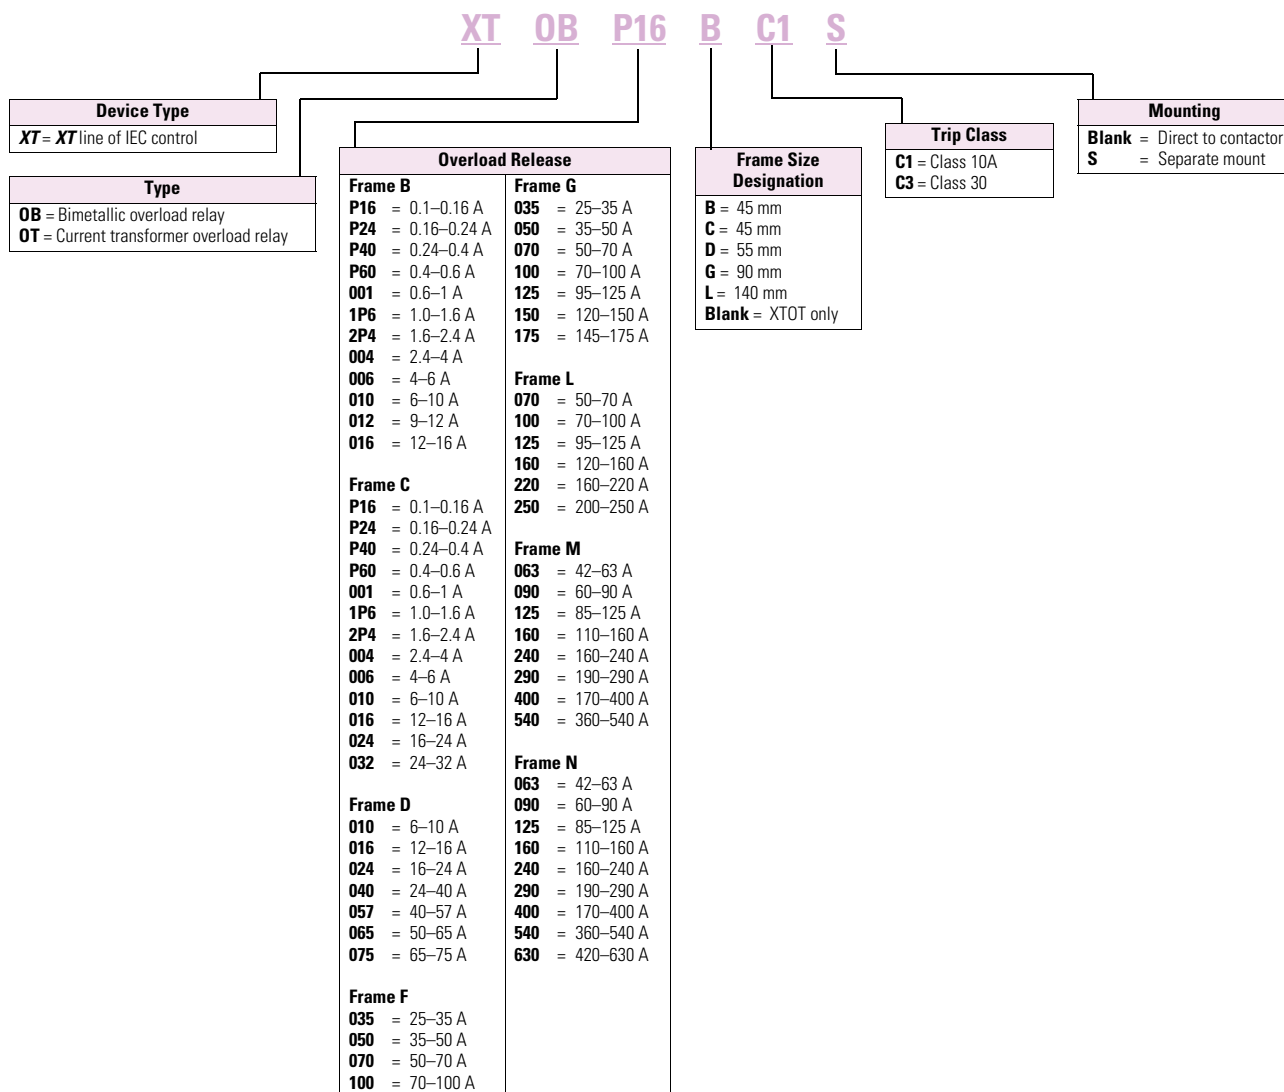 XT OB P16 B C1 S
Device Type
XT = XT line of IEC control
Type
OB = Bimetallic overload relay
OT = Current transformer overload relay
Overload Release
Frame B
P16 = 0.1–0.16 A
P24 = 0.16–0.24 A
P40 = 0.24–0.4 A
P60 = 0.4–0.6 A
001 = 0.6–1 A
1P6 = 1.0–1.6 A
2P4 = 1.6–2.4 A
004 = 2.4–4 A
006 = 4–6 A
010 = 6–10 A
012 = 9–12 A
016 = 12–16 A
Frame C
P16 = 0.1–0.16 A
P24 = 0.16–0.24 A
P40 = 0.24–0.4 A
P60 = 0.4–0.6 A
001 = 0.6–1 A
1P6 = 1.0–1.6 A
2P4 = 1.6–2.4 A
004 = 2.4–4 A
006 = 4–6 A
010 = 6–10 A
016 = 12–16 A
024 = 16–24 A
032 = 24–32 A
Frame D
010 = 6–10 A
016 = 12–16 A
024 = 16–24 A
040 = 24–40 A
057 = 40–57 A
065 = 50–65 A
075 = 65–75 A
Frame F
035 = 25–35 A
050 = 35–50 A
070 = 50–70 A
100 = 70–100 A
Frame G
035 = 25–35 A
050 = 35–50 A
070 = 50–70 A
100 = 70–100 A
125 = 95–125 A
150 = 120–150 A
175 = 145–175 A
Frame L
070 = 50–70 A
100 = 70–100 A
125 = 95–125 A
160 = 120–160 A
220 = 160–220 A
250 = 200–250 A
Frame M
063 = 42–63 A
090 = 60–90 A
125 = 85–125 A
160 = 110–160 A
240 = 160–240 A
290 = 190–290 A
400 = 170–400 A
540 = 360–540 A
Frame N
063 = 42–63 A
090 = 60–90 A
125 = 85–125 A
160 = 110–160 A
240 = 160–240 A
290 = 190–290 A
400 = 170–400 A
540 = 360–540 A
630 = 420–630 A
Frame Size
Designation
B = 45 mm
C = 45 mm
D = 55 mm
G = 90 mm
L = 140 mm
Blank = XTOT only
Trip Class
C1 = Class 10A
C3 = Class 30
Mounting
Blank = Direct to contactor
S = Separate mount